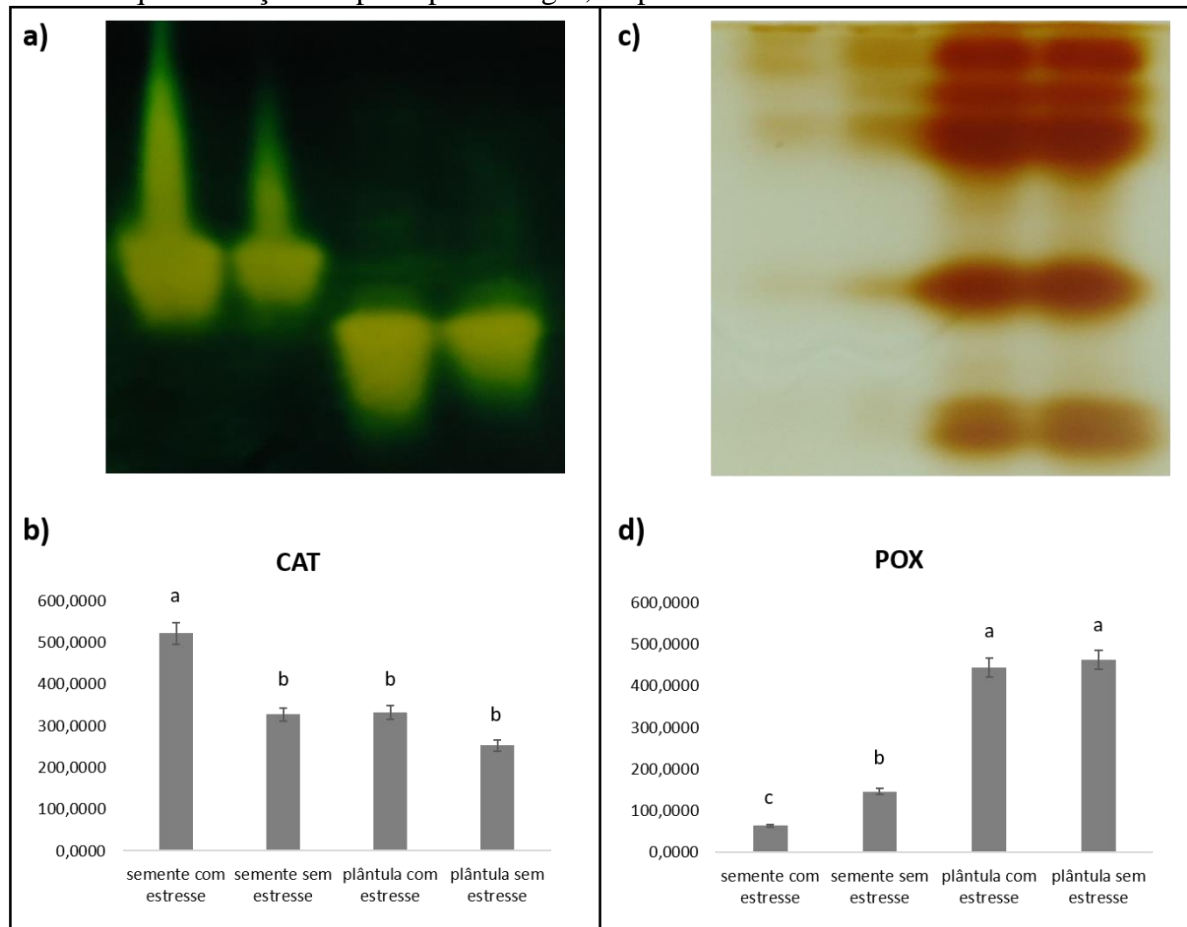 a)
c)
b)
CAT
600,0000
500,0000
400,0000
300,0000
200,0000
100,0000
0,0000
a
b
b
b
semente com estresse
semente sem estresse
plântula com estresse
plântula sem estresse
d)
POX
600,0000
500,0000
400,0000
300,0000
200,0000
100,0000
0,0000
c
b
a
a
semente com estresse
semente sem estresse
plântula com estresse
plântula sem estresse